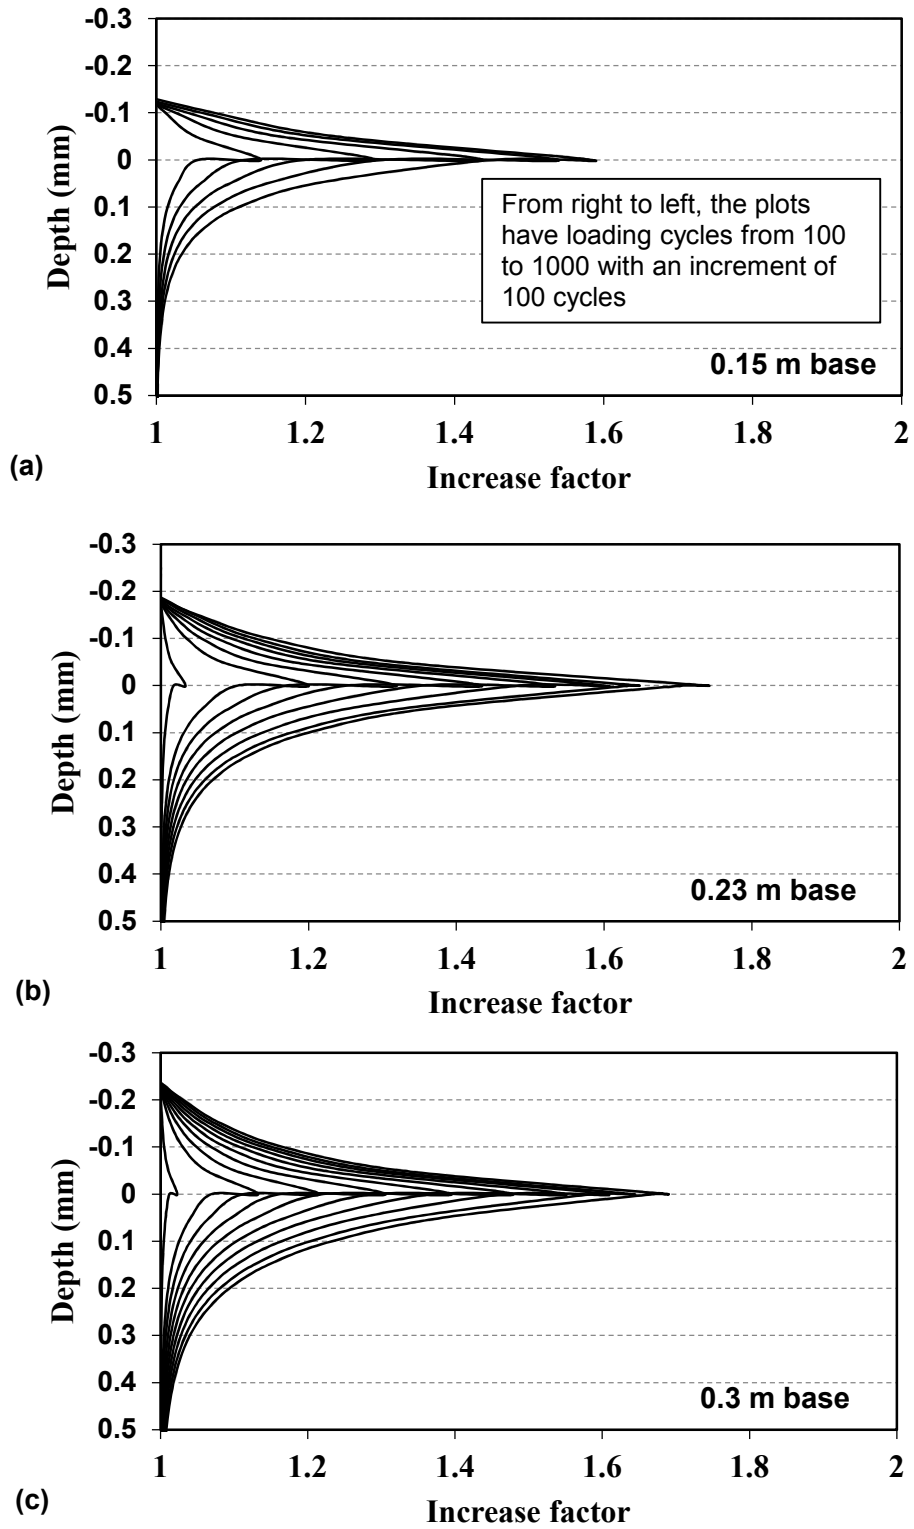 -0.3
-0.2
-0.1
0
0.1
0.2
0.3
0.4
0.5
Depth (mm)
From right to left, the plots
have loading cycles from 100
to 1000 with an increment of
100 cycles
0.15 m base
1 1.2 1.4 1.6 1.8 2
Increase factor
(a)
-0.3
-0.2
-0.1
0
0.1
0.2
0.3
0.4
0.5
Depth (mm)
0.23 m base
1 1.2 1.4 1.6 1.8 2
Increase factor
(b)
-0.3
-0.2
-0.1
0
0.1
0.2
0.3
0.4
0.5
Depth (mm)
0.3 m base
1 1.2 1.4 1.6 1.8 2
Increase factor
(c)